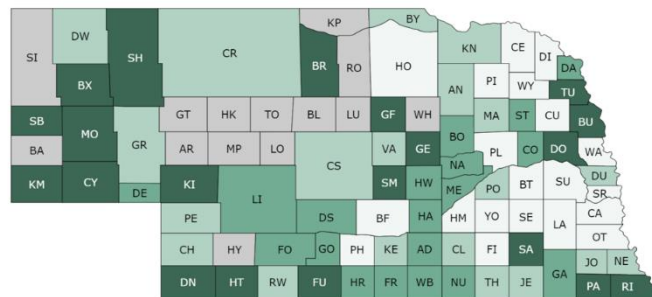 KP BY
SI DW SH CR BR RO HO KN CE DI
BX AN PI WY DA
TU
SB MO GR GT HK TO BL LU GF WH MA ST CU BU
BA AR MP LO CS VA GE BO PL CO DO WA
KM CY DE KI LI SM HW NA ME PO BT SU DU
SR
PE DS BF HA HM YO SE LA CA
OT
CH HY FO GO PH KE AD CL FI SA GA JO NE
DN HT RW FU HR FR WB NU TH JE PA RI